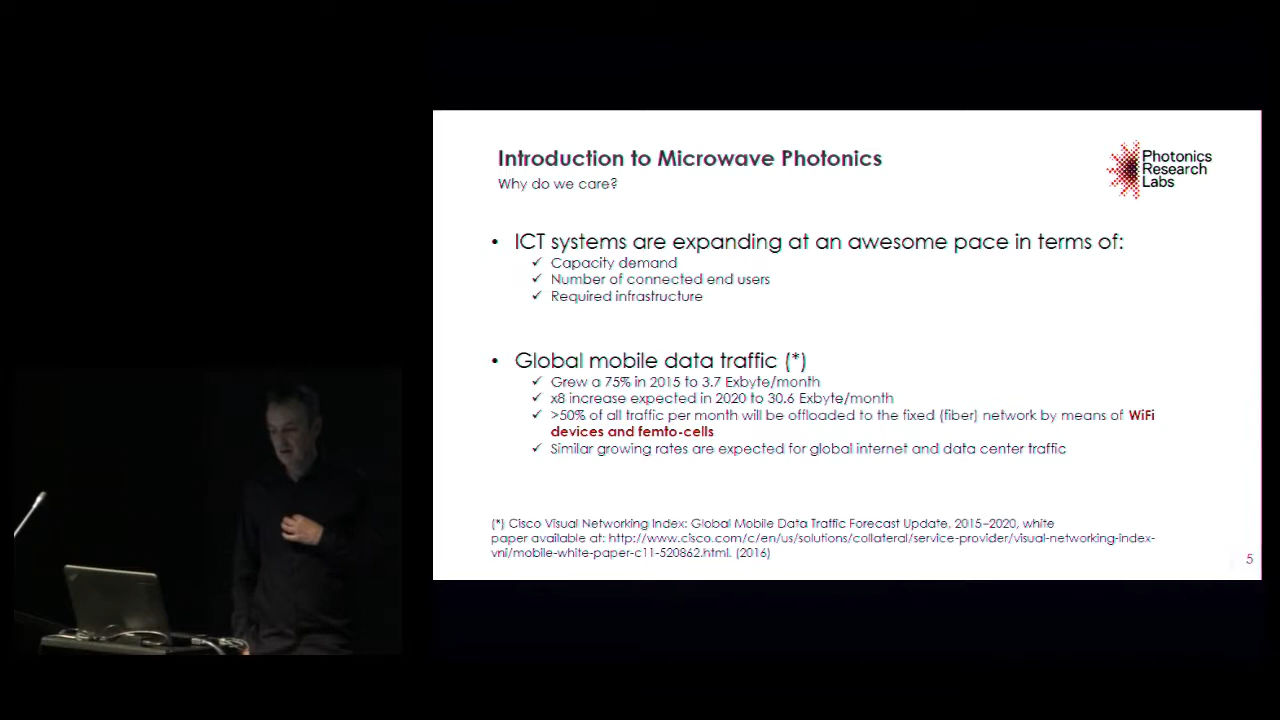 Introduction to Microwave Photonics
Why do we care?
Photonics
Research
Labs
• ICT systems are expanding at an awesome pace in terms of:
✓ Capacity demand
✓ Number of connected end users
✓ Required infrastructure
• Global mobile data traffic (*)
✓ Grew a 75% in 2015 to 3.7 Exbyte/month
✓ x8 increase expected in 2020 to 30.6 Exbyte/month
✓ >50% of all traffic per month will be offloaded to the fixed (fiber) network by means of WiFi
devices and femto-cells
✓ Similar growing rates are expected for global internet and data center traffic
(*) Cisco Visual Networking Index: Global Mobile Data Traffic Forecast Update, 2015–2020, white
paper available at: http://www.cisco.com/c/en/us/solutions/collateral/service-provider/visual-networking-index-
vni/mobile-white-paper-c11-520862.html. (2016)
5